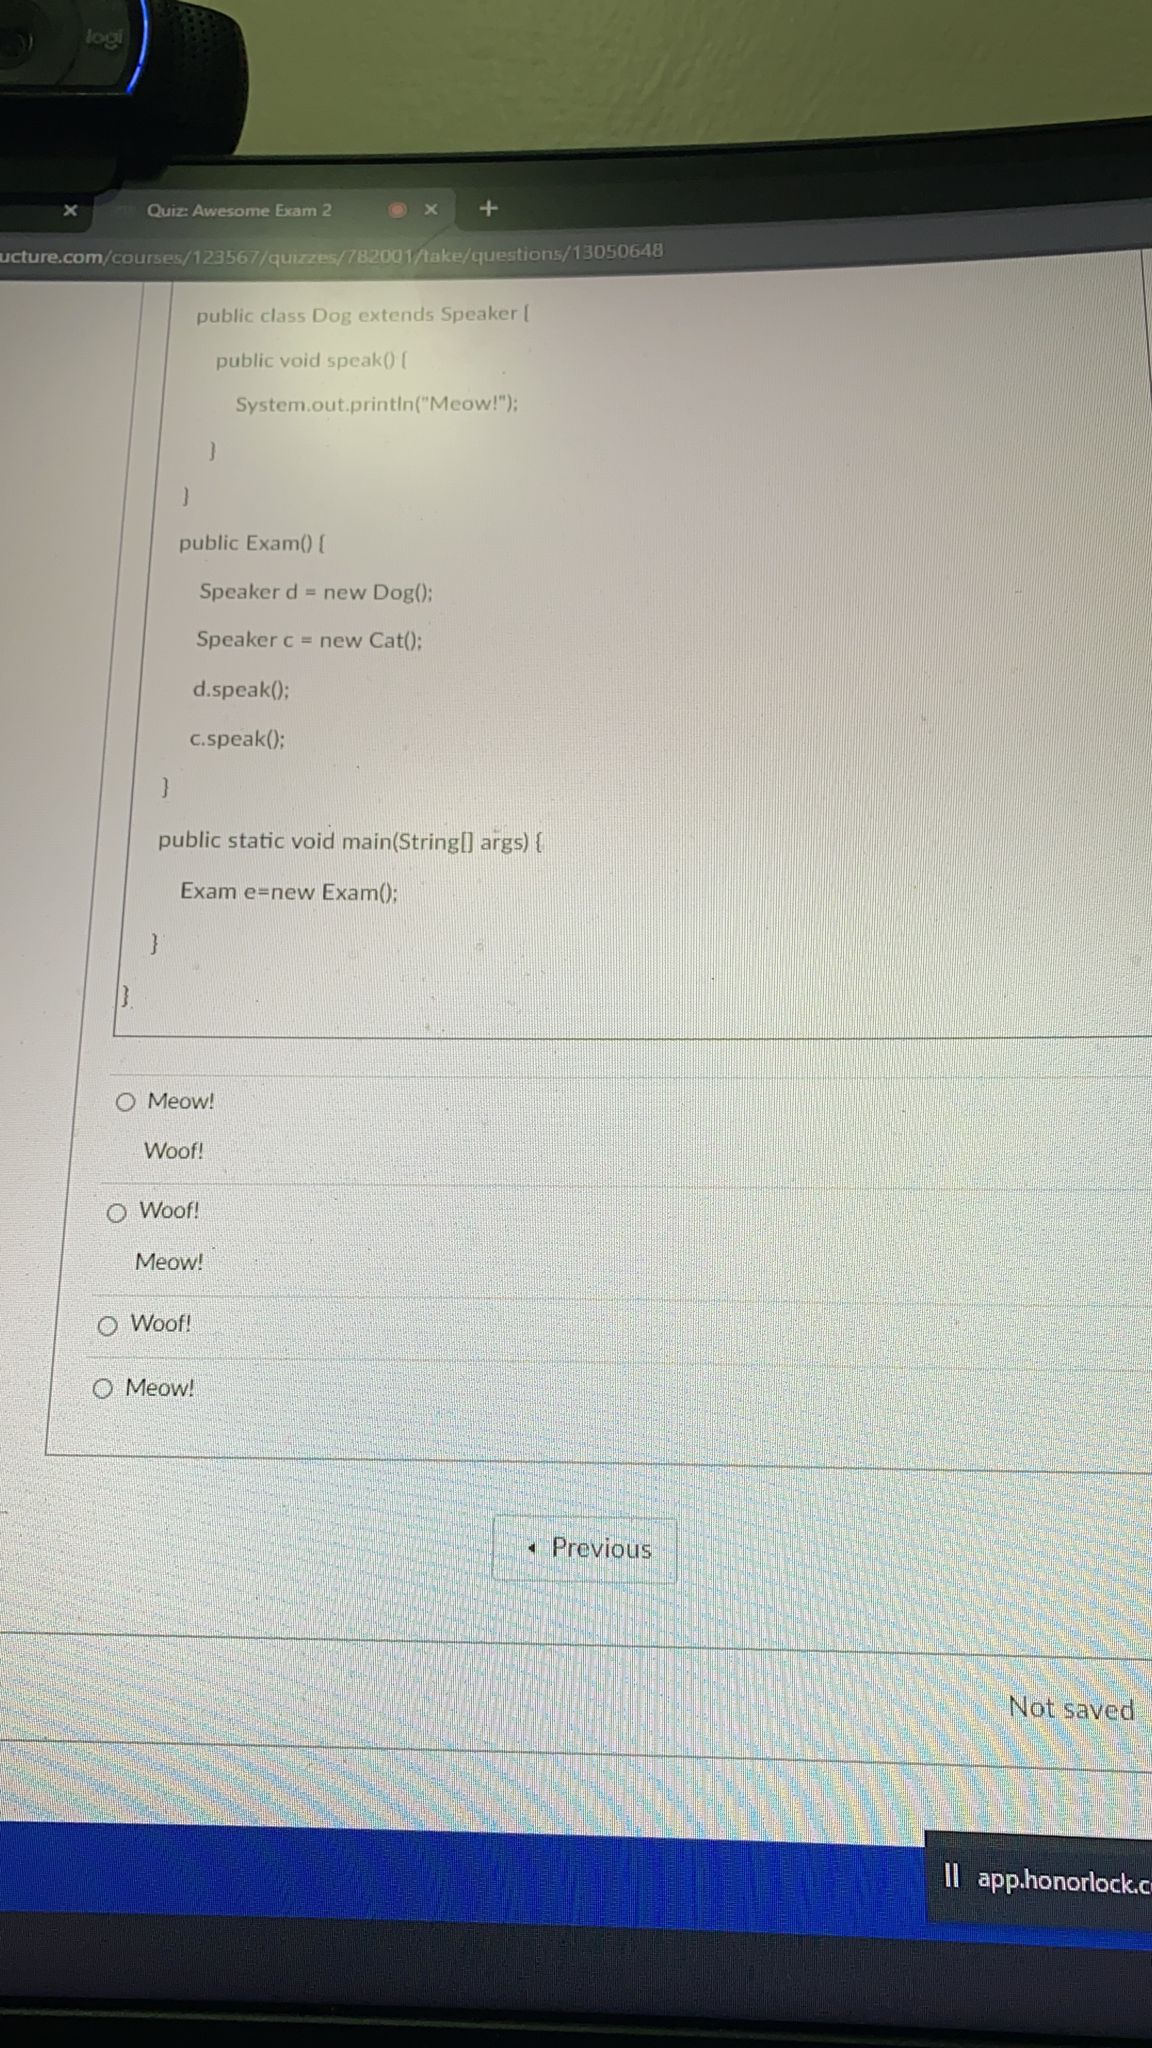 logi
Quiz: Awesome Exam 2
ucture.com/courses/123567/quizzes/782001/take/questions/13050648
public class Dog extends Speaker {
public void speak() {
System.out.println("Meow!");
}
}
public Exam() {
Speaker d = new Dog();
Speaker c = new Cat();
d.speak();
c.speak();
}
public static void main(String[] args) {
Exam e=new Exam();
}
}
Meow!
Woof!
Woof!
Meow!
Woof!
Meow!
Previous
Not saved
app.honorlock.c